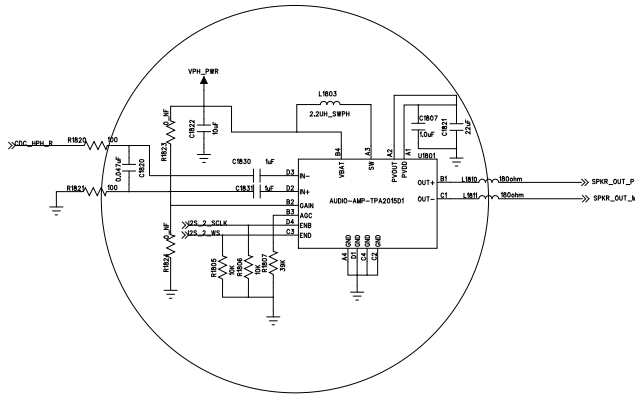 VPH_PWR
L1803
2.2UH_SWPH
0_NF
R1823
C1822
10uF
C1807
1.0uF
C1821
22uF
CDC_HPH_R
R1820
100
0.047uF
C1820
R1821
100
C1830
1uF
C1831
1uF
B4
A3
A2
A1
VBAT
SW
PVOUT
PVDD
U1801
D3
IN-
D2
IN+
B2
GAIN
B3
AGC
D4
ENB
C3
END
AUDIO-AMP-TPA2015D1
OUT+
B1
L1810
180ohm
SPKR_OUT_P
OUT-
C1
L1811
180ohm
SPKR_OUT_M
I2S_2_SCLK
I2S_2_WS
0_NF
R1824
R1805
10K
R1806
10K
R1807
39K
GND
GND
GND
GND
A4
D1
C4
C2